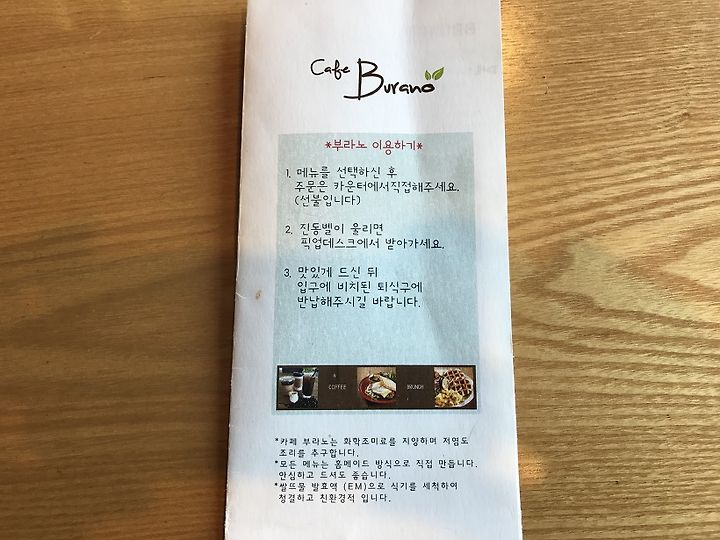 Cafe Burano
*부라노 이용하기*
1. 메뉴를 선택하신 후
주문은 카운터에서직접해주세요.
(선불입니다)
2. 진동벨이 울리면
픽업데스크에서 받아가세요.
3. 맛있게 드신 뒤
입구에 비치된 퇴식구에
반납해주시길 바랍니다.
& COFFEE BRUNCH
*카페 부라노는 화학조미료를 지양하며 저염도
조리를 추구합니다.
*모든 메뉴는 홈메이드 방식으로 직접 만듭니다.
안심하고 드셔도 좋습니다.
*쌀뜨물 발효액 (EM)으로 식기를 세척하여
청결하고 친환경적 입니다.